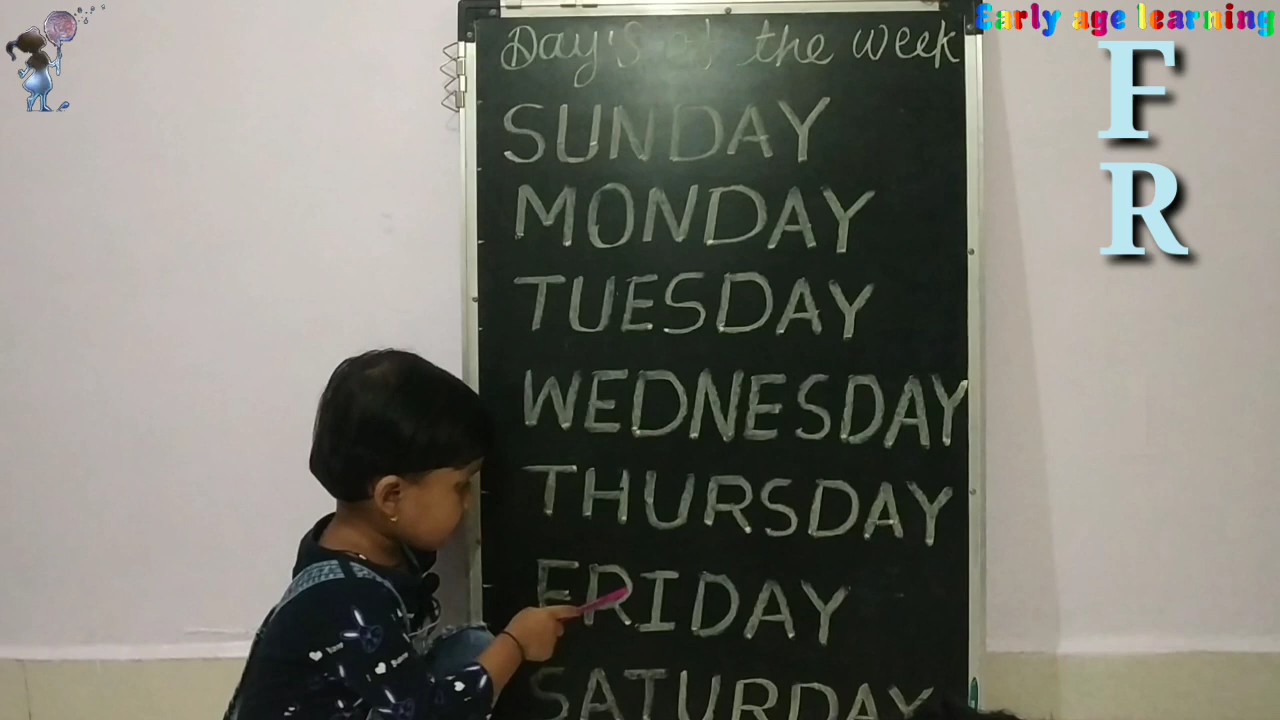 Early age learning
Day's of the week
SUNDAY
MONDAY
TUESDAY
WEDNESDAY
THURSDAY
FRIDAY
SATURDAY
F
R